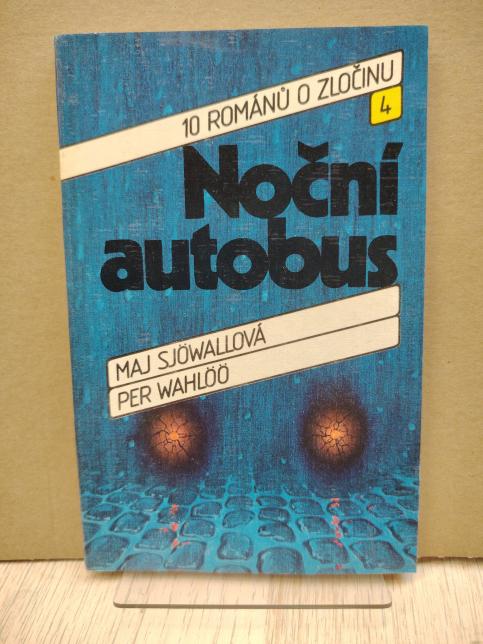 10 ROMÁNŮ O ZLOČINU
4
Noční
autobus
MAJ SJÖWALLOVÁ
PER WAHLÖÖ